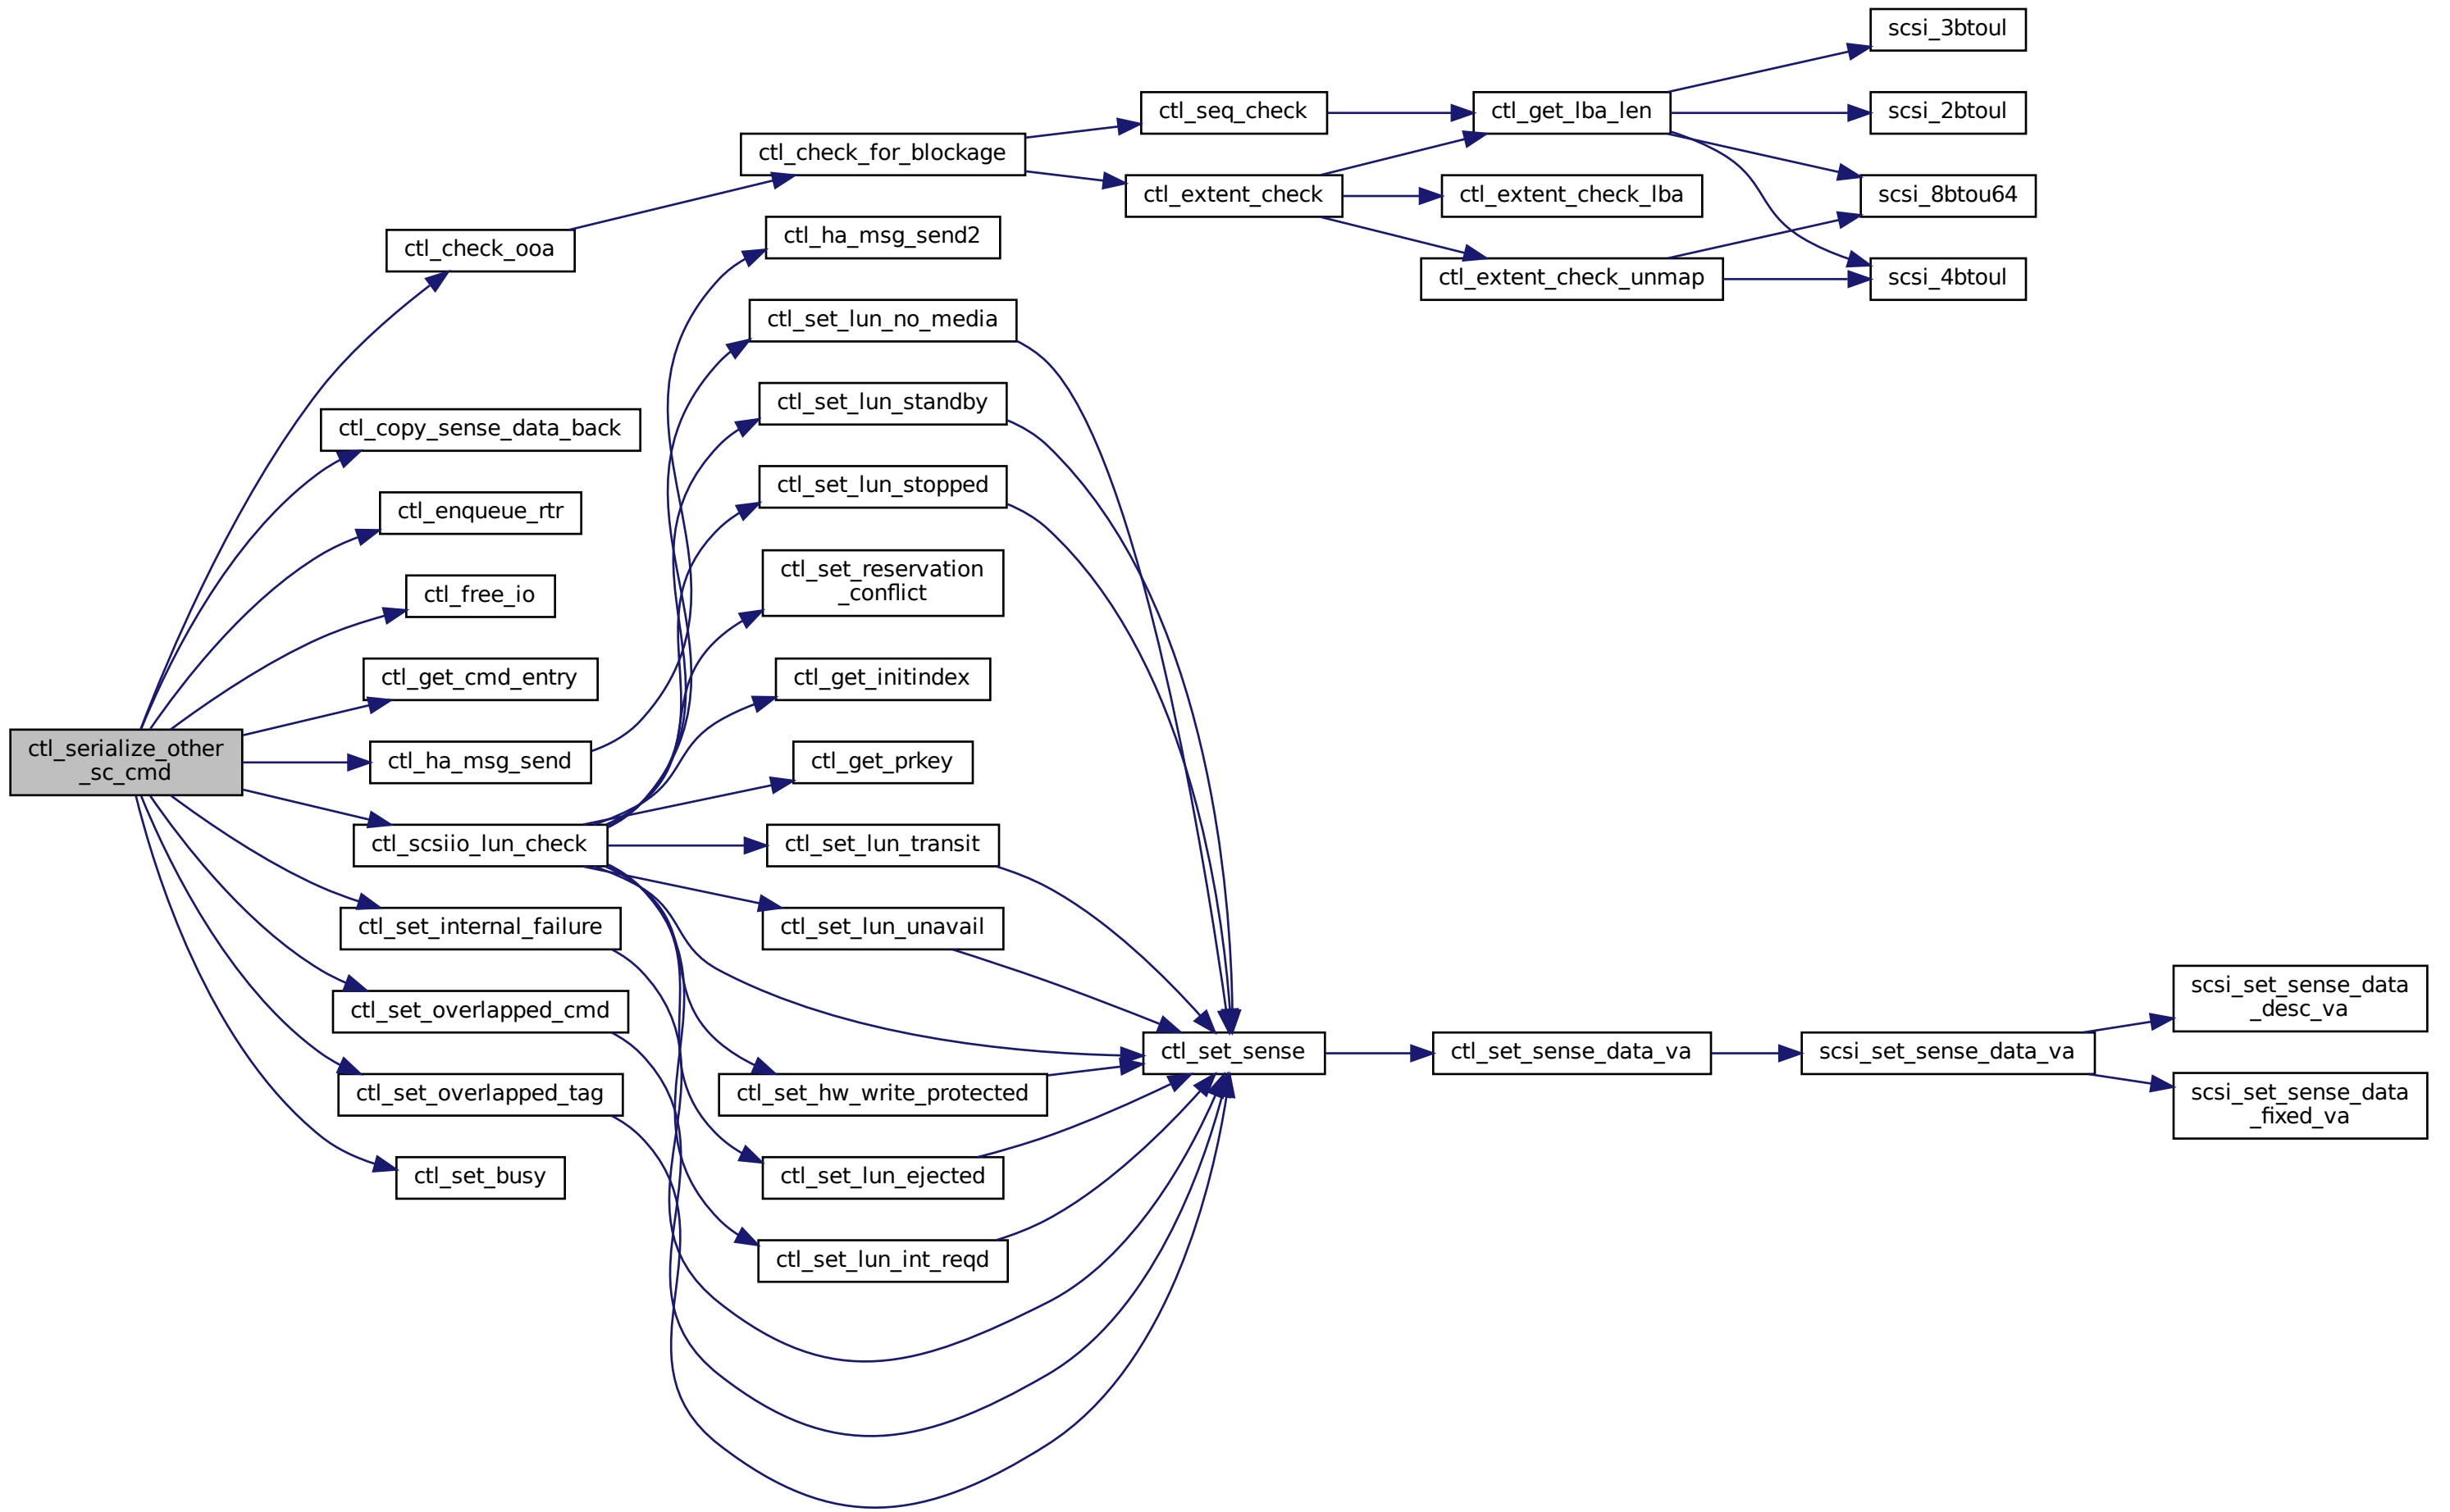 ctl_serialize_other
_sc_cmd
ctl_check_ooa
ctl_copy_sense_data_back
ctl_enqueue_rtr
ctl_free_io
ctl_get_cmd_entry
ctl_ha_msg_send
ctl_scsiio_lun_check
ctl_set_internal_failure
ctl_set_overlapped_cmd
ctl_set_overlapped_tag
ctl_set_busy
ctl_check_for_blockage
ctl_ha_msg_send2
ctl_set_lun_no_media
ctl_set_lun_standby
ctl_set_lun_stopped
ctl_set_reservation
_conflict
ctl_get_initindex
ctl_get_prkey
ctl_set_lun_transit
ctl_set_lun_unavail
ctl_set_hw_write_protected
ctl_set_lun_ejected
ctl_set_lun_int_reqd
ctl_seq_check
ctl_extent_check
ctl_set_sense
ctl_get_lba_len
ctl_extent_check_lba
ctl_extent_check_unmap
ctl_set_sense_data_va
scsi_3btoul
scsi_2btoul
scsi_8btou64
scsi_4btoul
scsi_set_sense_data_va
scsi_set_sense_data
_desc_va
scsi_set_sense_data
_fixed_va